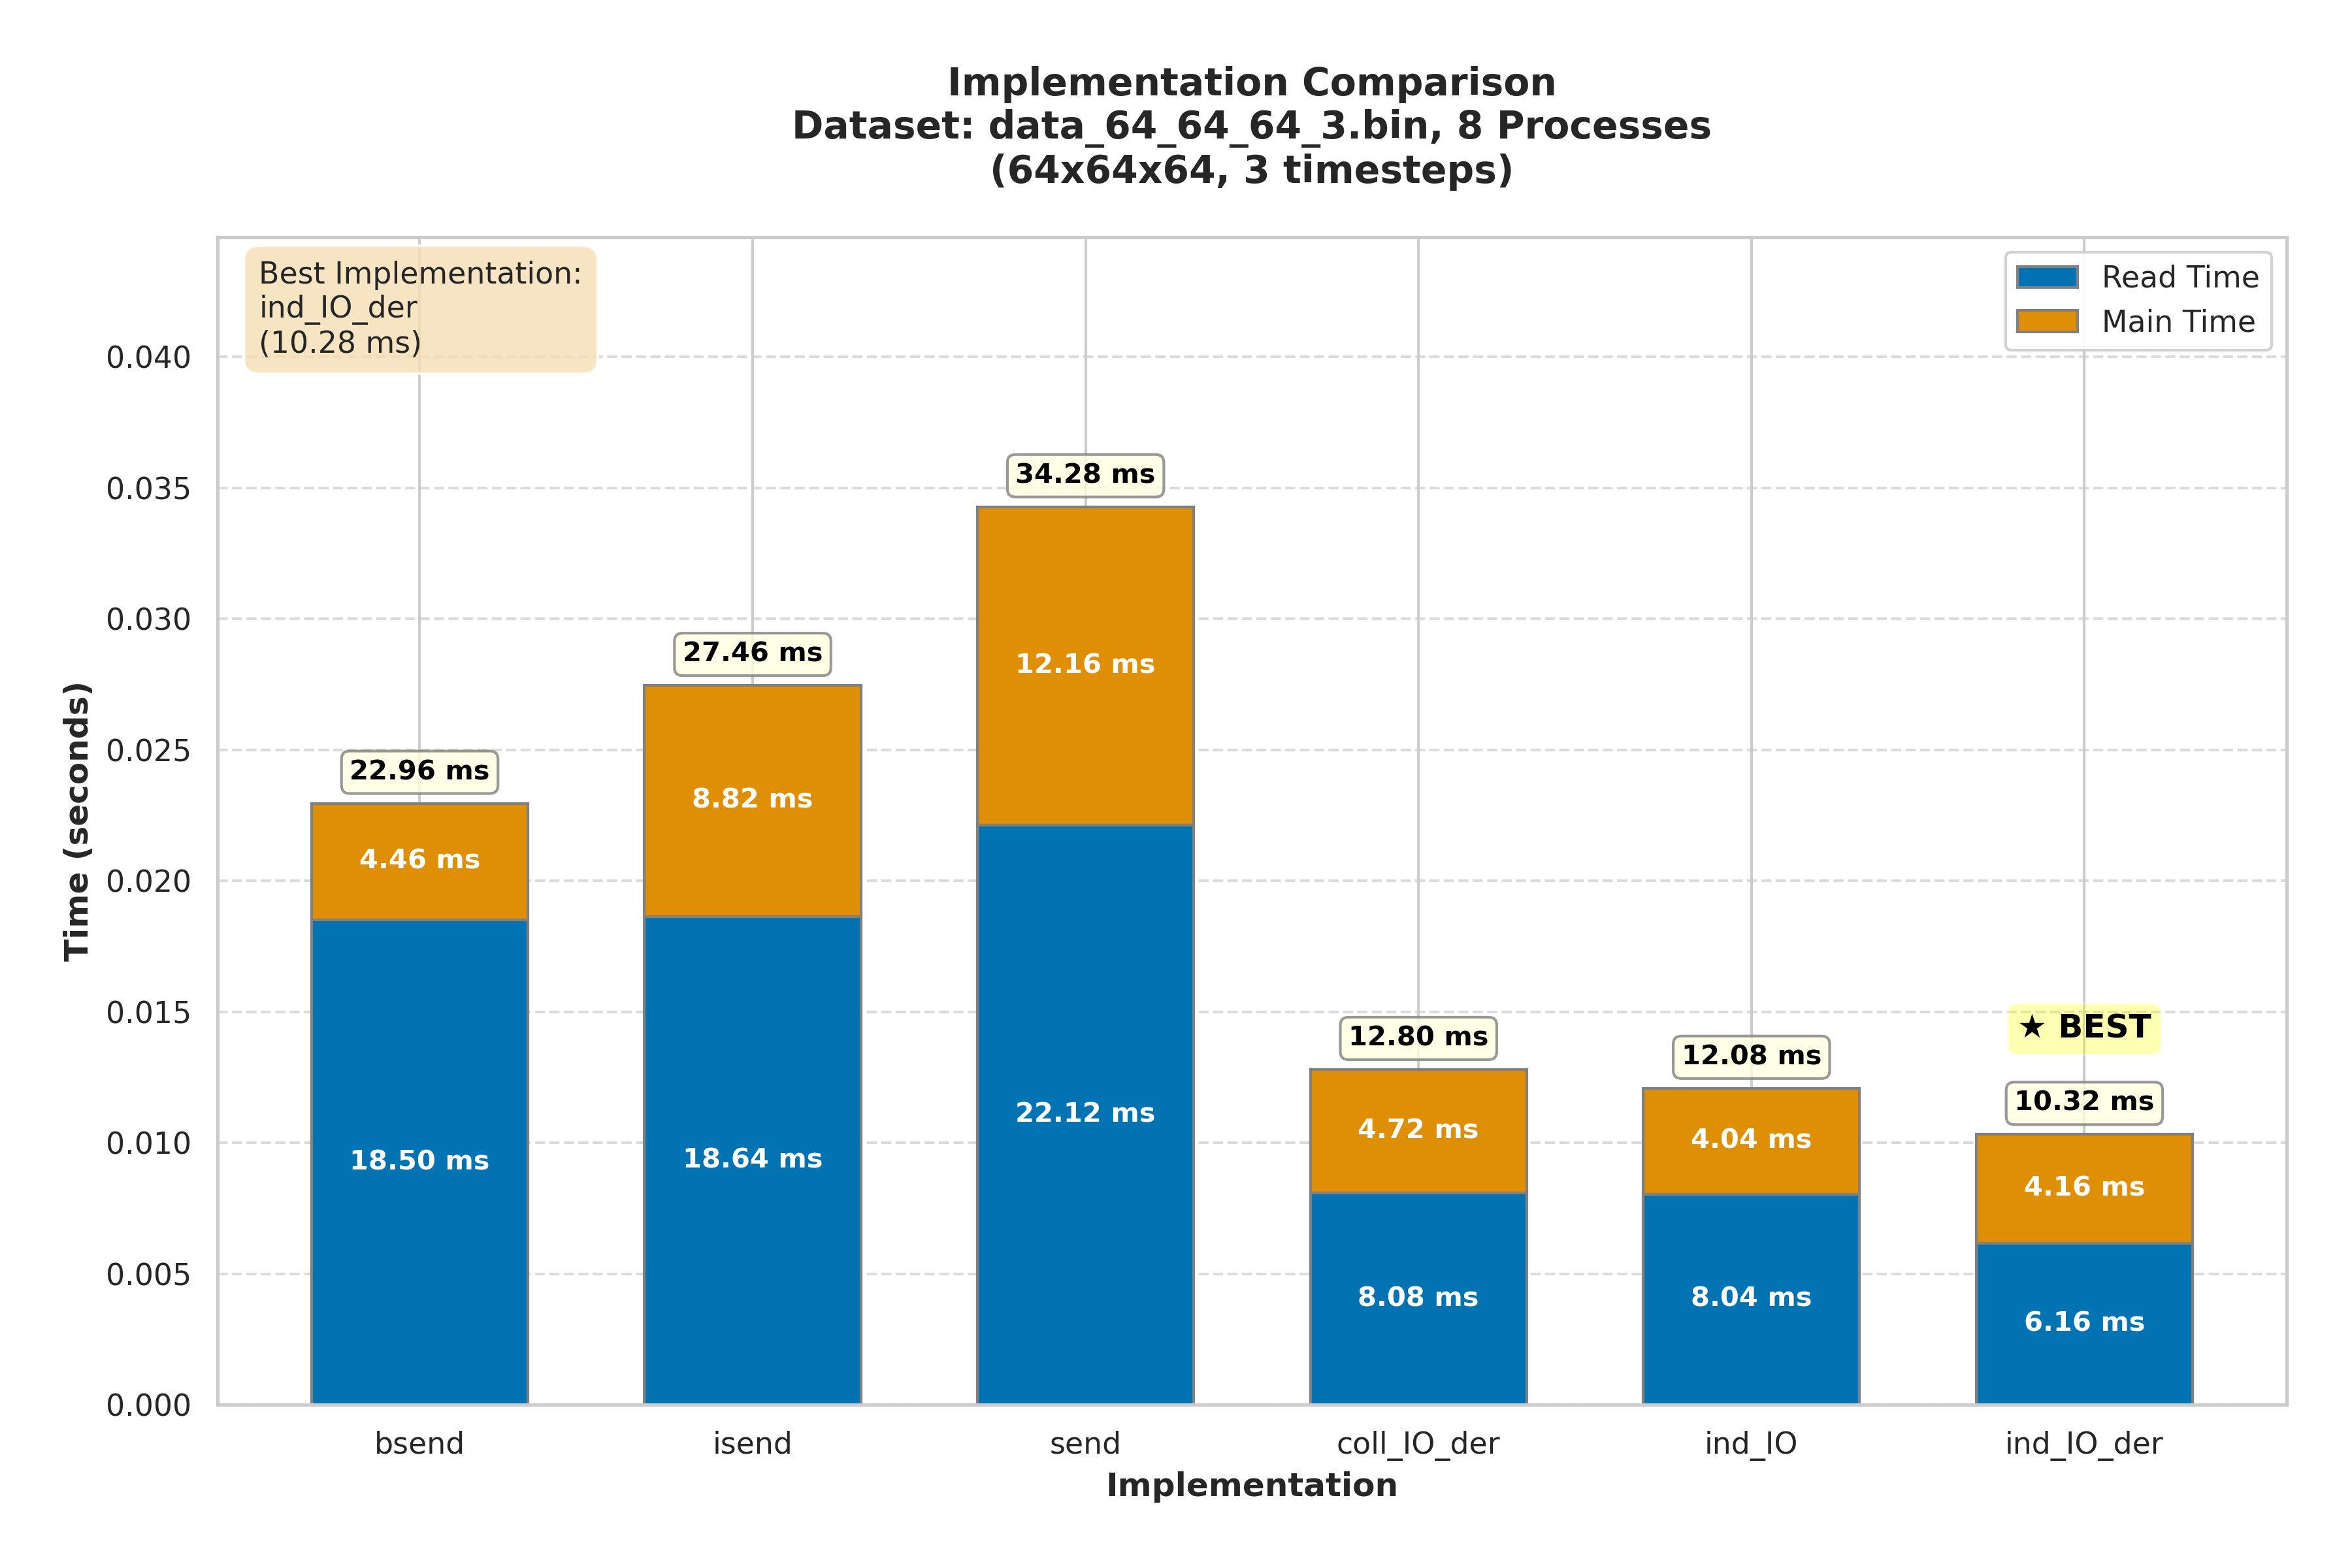 Implementation Comparison
Dataset: data_64_64_64_3.bin, 8 Processes
(64x64x64, 3 timesteps)
Best Implementation:
ind_IO_der
(10.28 ms)
Read Time
Main Time
Time (seconds)
0.040
0.035
0.030
0.025
0.020
0.015
0.010
0.005
0.000
22.96 ms
4.46 ms
18.50 ms
27.46 ms
8.82 ms
18.64 ms
34.28 ms
12.16 ms
22.12 ms
12.80 ms
4.72 ms
8.08 ms
12.08 ms
4.04 ms
8.04 ms
★ BEST
10.32 ms
4.16 ms
6.16 ms
bsend
isend
send
coll_IO_der
ind_IO
ind_IO_der
Implementation